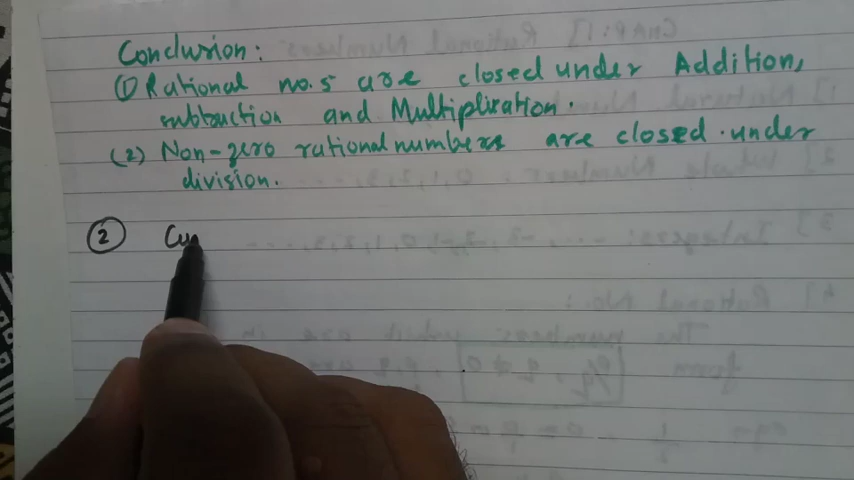 Conclusion:
① Rational no.s are closed under Addition,
subtraction and Multiplication.
(2) Non-zero rational numbers are closed under
division.
② Cu